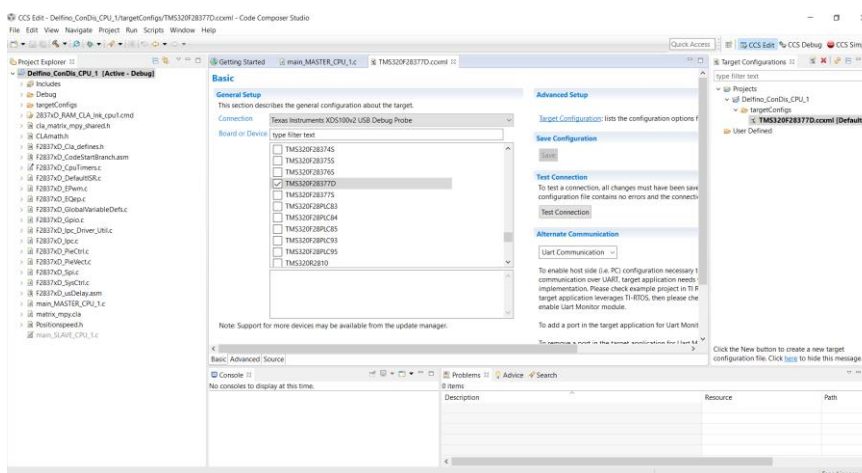 CCS Edit - Delfino_ConDis_CPU_1/targetConfigs/TMS320F28377D.ccxml - Code Composer Studio
File Edit View Navigate Project Run Scripts Window Help
Quick Access
CCS Edit
CCS Debug
CCS Sim
Project Explorer
Delfino_ConDis_CPU_1 [Active - Debug]
Includes
Debug
targetConfigs
2837xD_RAM_CLA_lnk_cpu1.cmd
cla_matrix_mpy_shared.h
CLAmath.h
F2837xD_Cla_defines.h
F2837xD_CodeStartBranch.asm
F2837xD_CpuTimers.c
F2837xD_DefaultISR.c
F2837xD_EPwm.c
F2837xD_EQep.c
F2837xD_GlobalVariableDefs.c
F2837xD_Gpio.c
F2837xD_Ipc_Driver_Util.c
F2837xD_Ipc.c
F2837xD_PieCtrl.c
F2837xD_PieVect.c
F2837xD_Spi.c
F2837xD_SysCtrl.c
F2837xD_usDelay.asm
main_MASTER_CPU_1.c
matrix_mpy.cla
Positionspeed.h
main_SLAVE_CPU_1.c
Getting Started
main_MASTER_CPU_1.c
TMS320F28377D.ccxml
Basic
General Setup
This section describes the general configuration about the target.
Connection
Texas Instruments XDS100v2 USB Debug Probe
Board or Device
type filter text
TMS320F28374S
TMS320F28375S
TMS320F28376S
TMS320F28377D
TMS320F28377S
TMS320F28PLC83
TMS320F28PLC84
TMS320F28PLC85
TMS320F28PLC93
TMS320F28PLC95
TMS320R2810
Note: Support for more devices may be available from the update manager.
Basic Advanced Source
Advanced Setup
Target Configuration: lists the configuration options f
Save Configuration
Save
Test Connection
To test a connection, all changes must have been save
configuration file contains no errors and the connecti
Test Connection
Alternate Communication
Uart Communication
To enable host side (i.e. PC) configuration necessary t
communication over UART, target application needs
implementation. Please check example project in TI R
target application leverages TI-RTOS, then please che
enable Uart Monitor module.
To add a port in the target application for Uart Monit
To remove a port in the target application for Uart M
Target Configurations
type filter text
Projects
Delfino_ConDis_CPU_1
targetConfigs
TMS320F28377D.ccxml [Default
User Defined
Click the New button to create a new target
configuration file. Click here to hide this message.
Console
No consoles to display at this time.
Problems
Advice
Search
0 items
Description
Resource
Path